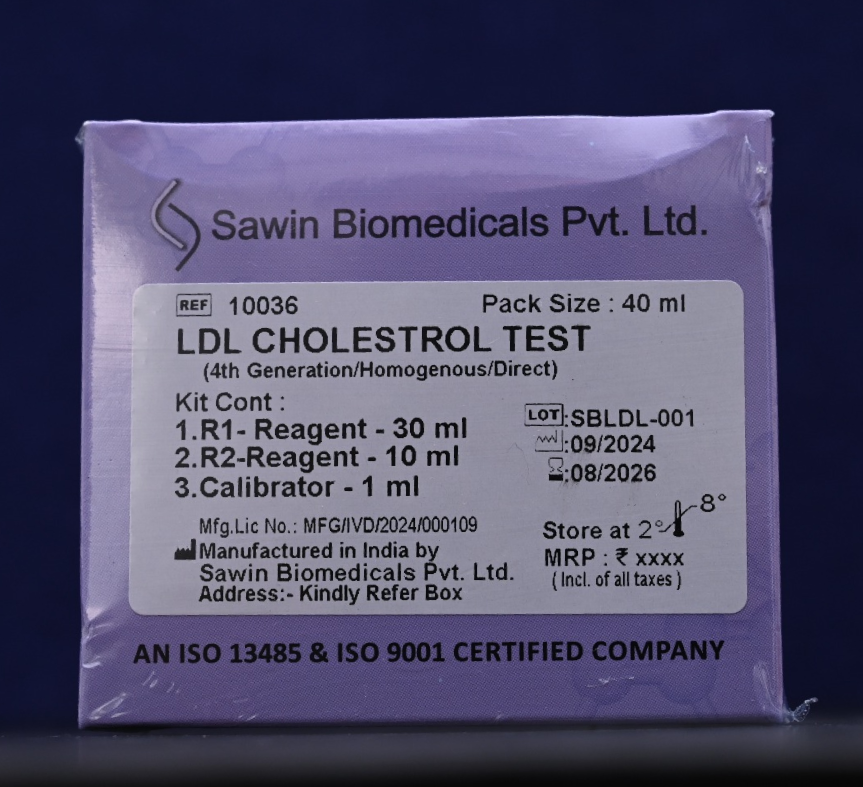 Sawin Biomedicals Pvt. Ltd.
REF 10036 Pack Size : 40 ml
LDL CHOLESTROL TEST
(4th Generation/Homogenous/Direct)
Kit Cont :
1.R1- Reagent - 30 ml
2.R2-Reagent - 10 ml
3.Calibrator - 1 ml
LOT:SBLDL-001
:09/2024
:08/2026
Mfg.Lic No.: MFG/IVD/2024/000109
Manufactured in India by
Sawin Biomedicals Pvt. Ltd.
Address:- Kindly Refer Box
Store at 2° 8°
MRP : ₹ xxxx
( Incl. of all taxes )
AN ISO 13485 & ISO 9001 CERTIFIED COMPANY